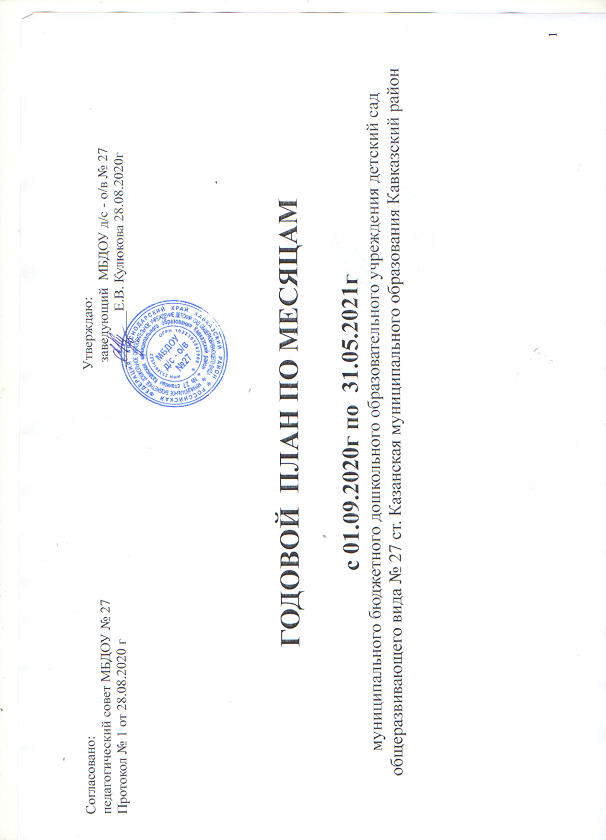 Согласовано:
педагогический совет МБДОУ № 27
Протокол № 1 от 28.08.2020 г
Утверждаю:
заведующий МБДОУ д/с - о/в № 27
Е.В. Кулюкова 28.08.2020г
МБДОУ
д/с - о/в
№27
ГОДОВОЙ ПЛАН ПО МЕСЯЦАМ
с 01.09.2020г по 31.05.2021г
муниципального бюджетного дошкольного образовательного учреждения детский сад
общеразвивающего вида № 27 ст. Казанская муниципального образования Кавказский район
1